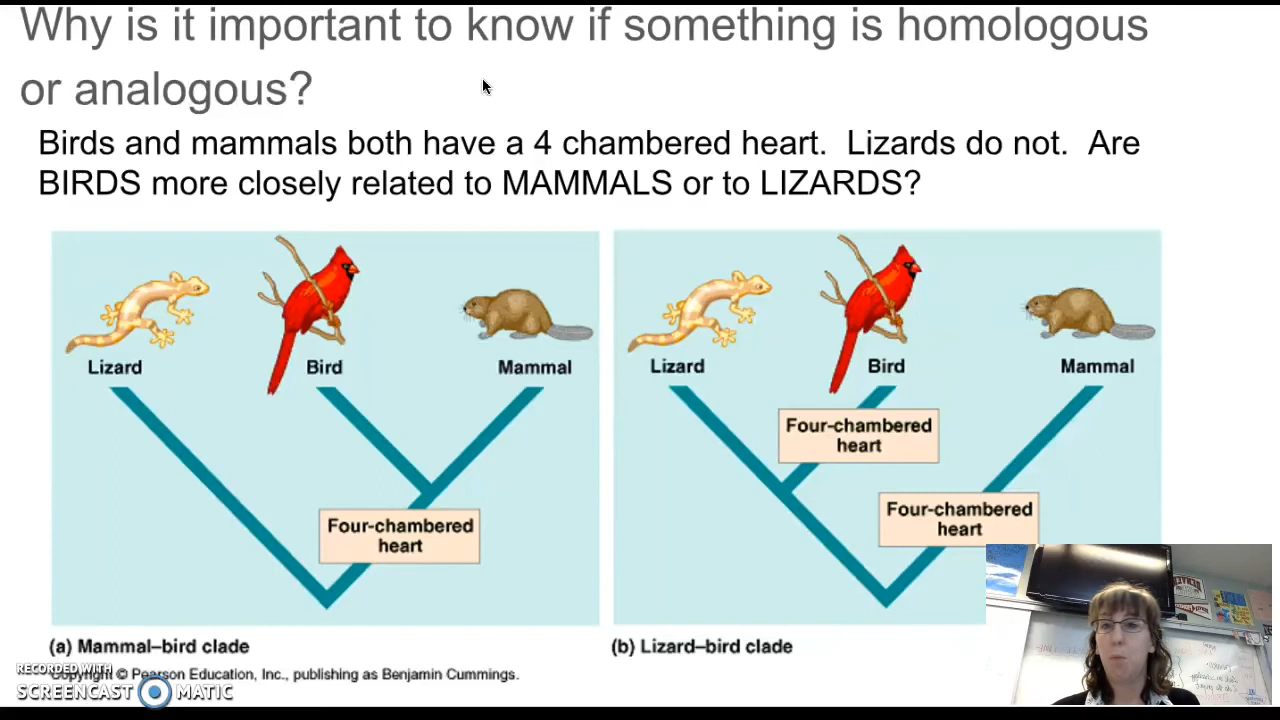 Why is it important to know if something is homologous
or analogous?
Birds and mammals both have a 4 chambered heart. Lizards do not. Are
BIRDS more closely related to MAMMALS or to LIZARDS?
Lizard
Bird
Mammal
Four-chambered
heart
(a) Mammal–bird clade
Lizard
Bird
Mammal
Four-chambered
heart
Four-chambered
heart
(b) Lizard–bird clade
Copyright © Pearson Education, Inc., publishing as Benjamin Cummings.
RECORDED WITH
SCREENCAST MATIC